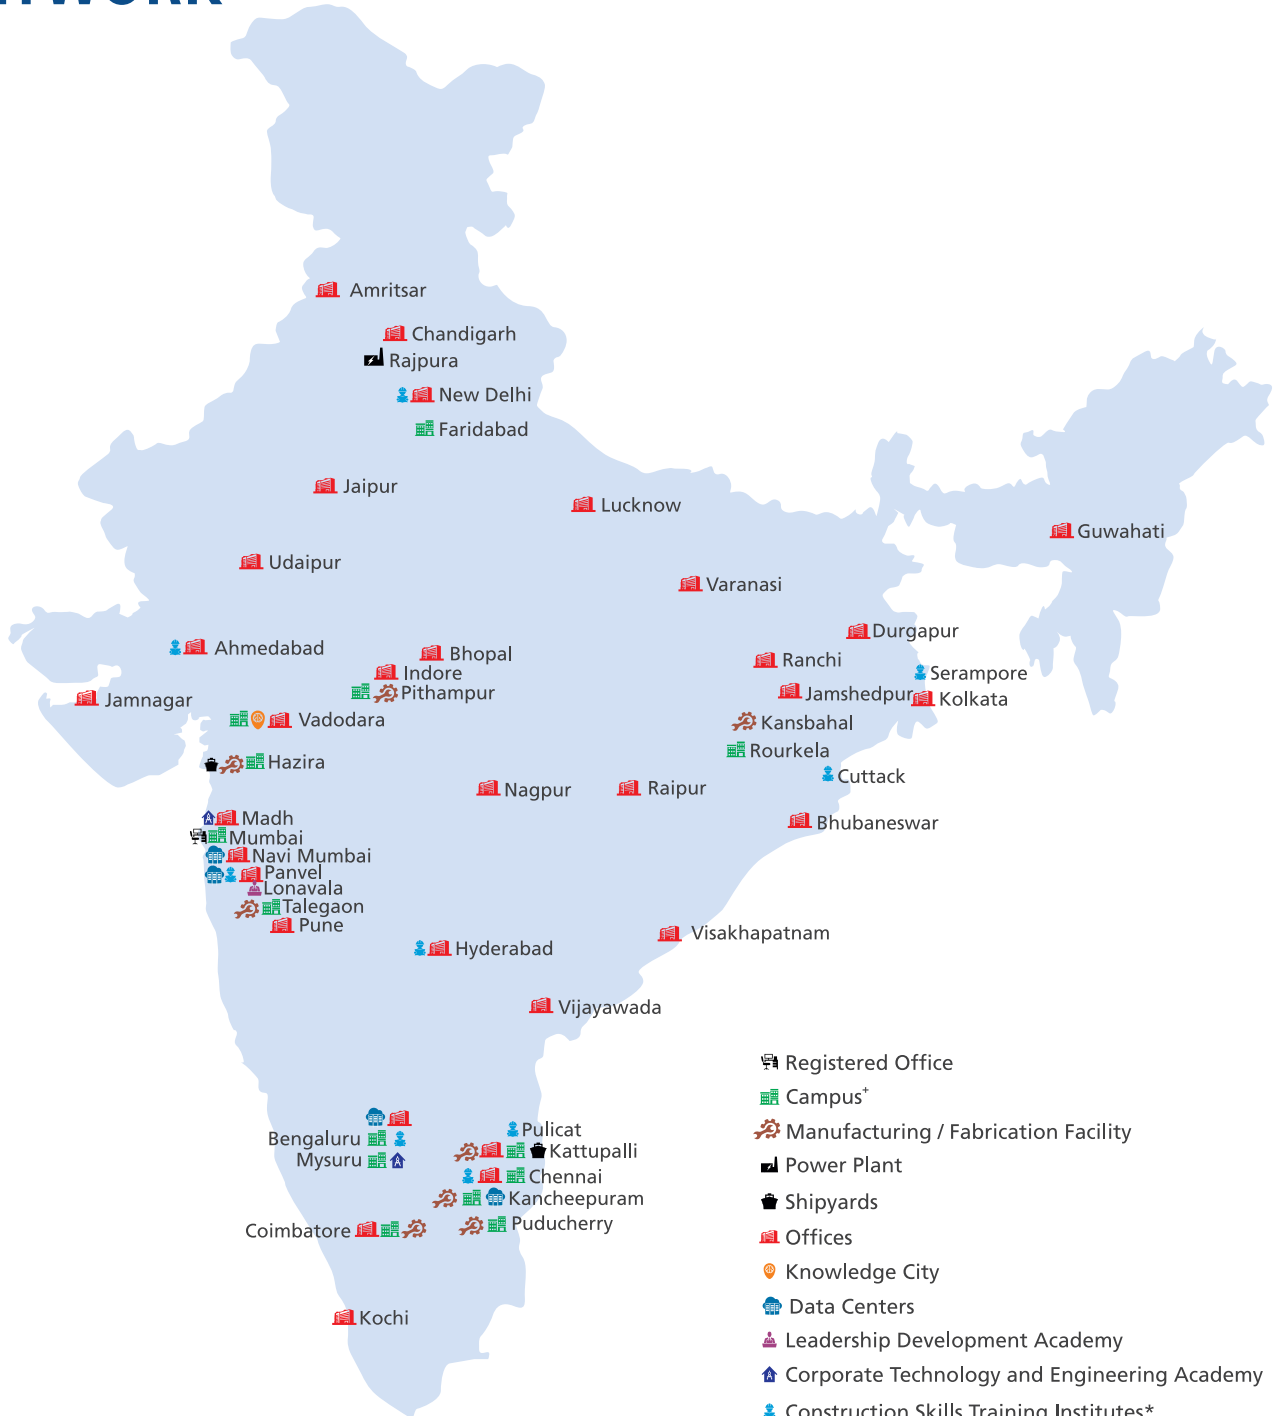 Amritsar
Chandigarh
Rajpura
New Delhi
Faridabad
Jaipur
Lucknow
Guwahati
Udaipur
Varanasi
Durgapur
Ahmedabad
Bhopal
Ranchi
Indore
Serampore
Pithampur
Jamshedpur
Jamnagar
Kolkata
Vadodara
Kansbahal
Rourkela
Hazira
Cuttack
Nagpur
Raipur
Madh
Bhubaneswar
Mumbai
Navi Mumbai
Panvel
Lonavala
Talegaon
Pune
Visakhapatnam
Hyderabad
Vijayawada
Bengaluru
Pulicat
Mysuru
Kattupalli
Chennai
Kancheepuram
Coimbatore
Puducherry
Kochi
Registered Office
Campus+
Manufacturing / Fabrication Facility
Power Plant
Shipyards
Offices
Knowledge City
Data Centers
Leadership Development Academy
Corporate Technology and Engineering Academy
Construction Skills Training Institutes*